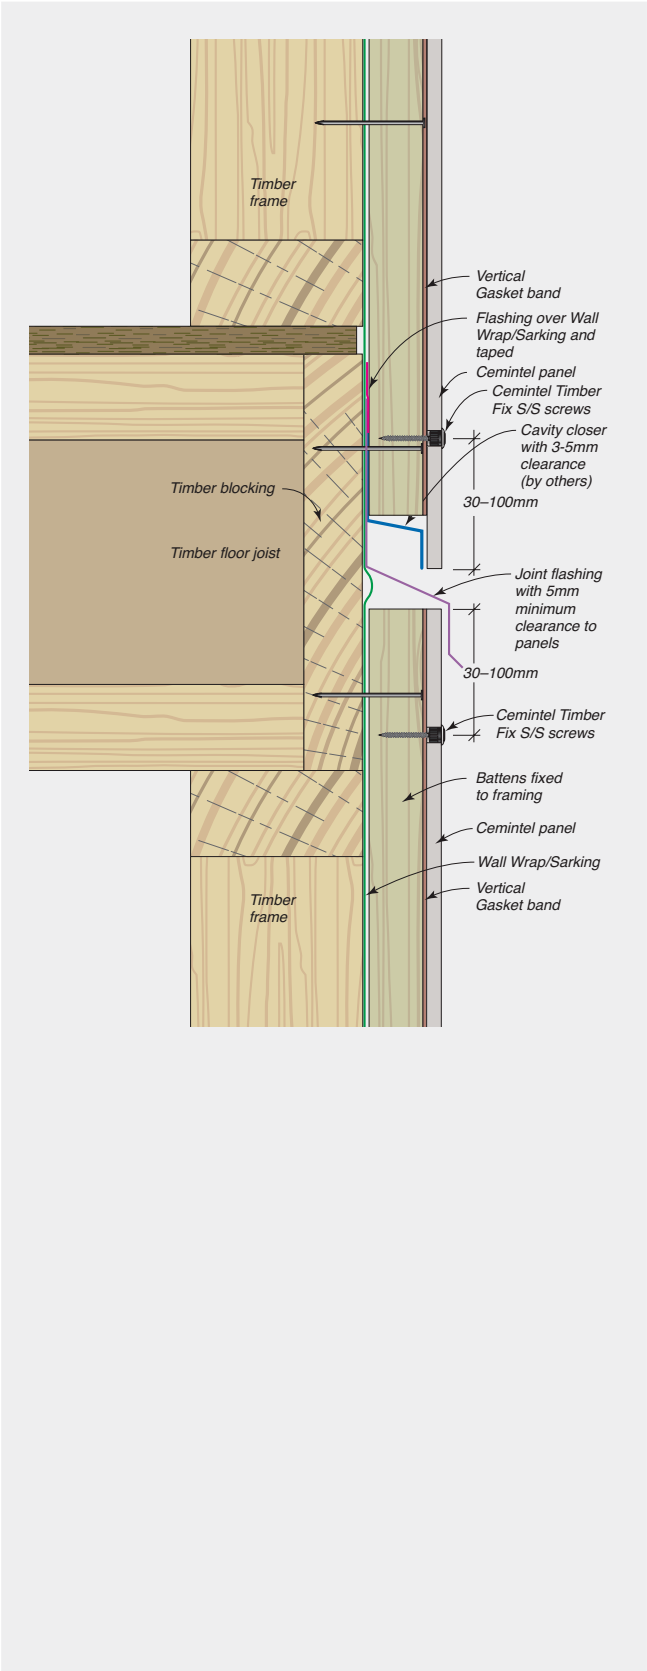 Timber
frame
Vertical
Gasket band
Flashing over Wall
Wrap/Sarking and
taped
Cemintel panel
Cemintel Timber
Fix S/S screws
Cavity closer
with 3-5mm
clearance
(by others)
30–100mm
Timber blocking
Timber floor joist
Joint flashing
with 5mm
minimum
clearance to
panels
30–100mm
Cemintel Timber
Fix S/S screws
Battens fixed
to framing
Cemintel panel
Wall Wrap/Sarking
Vertical
Gasket band
Timber
frame